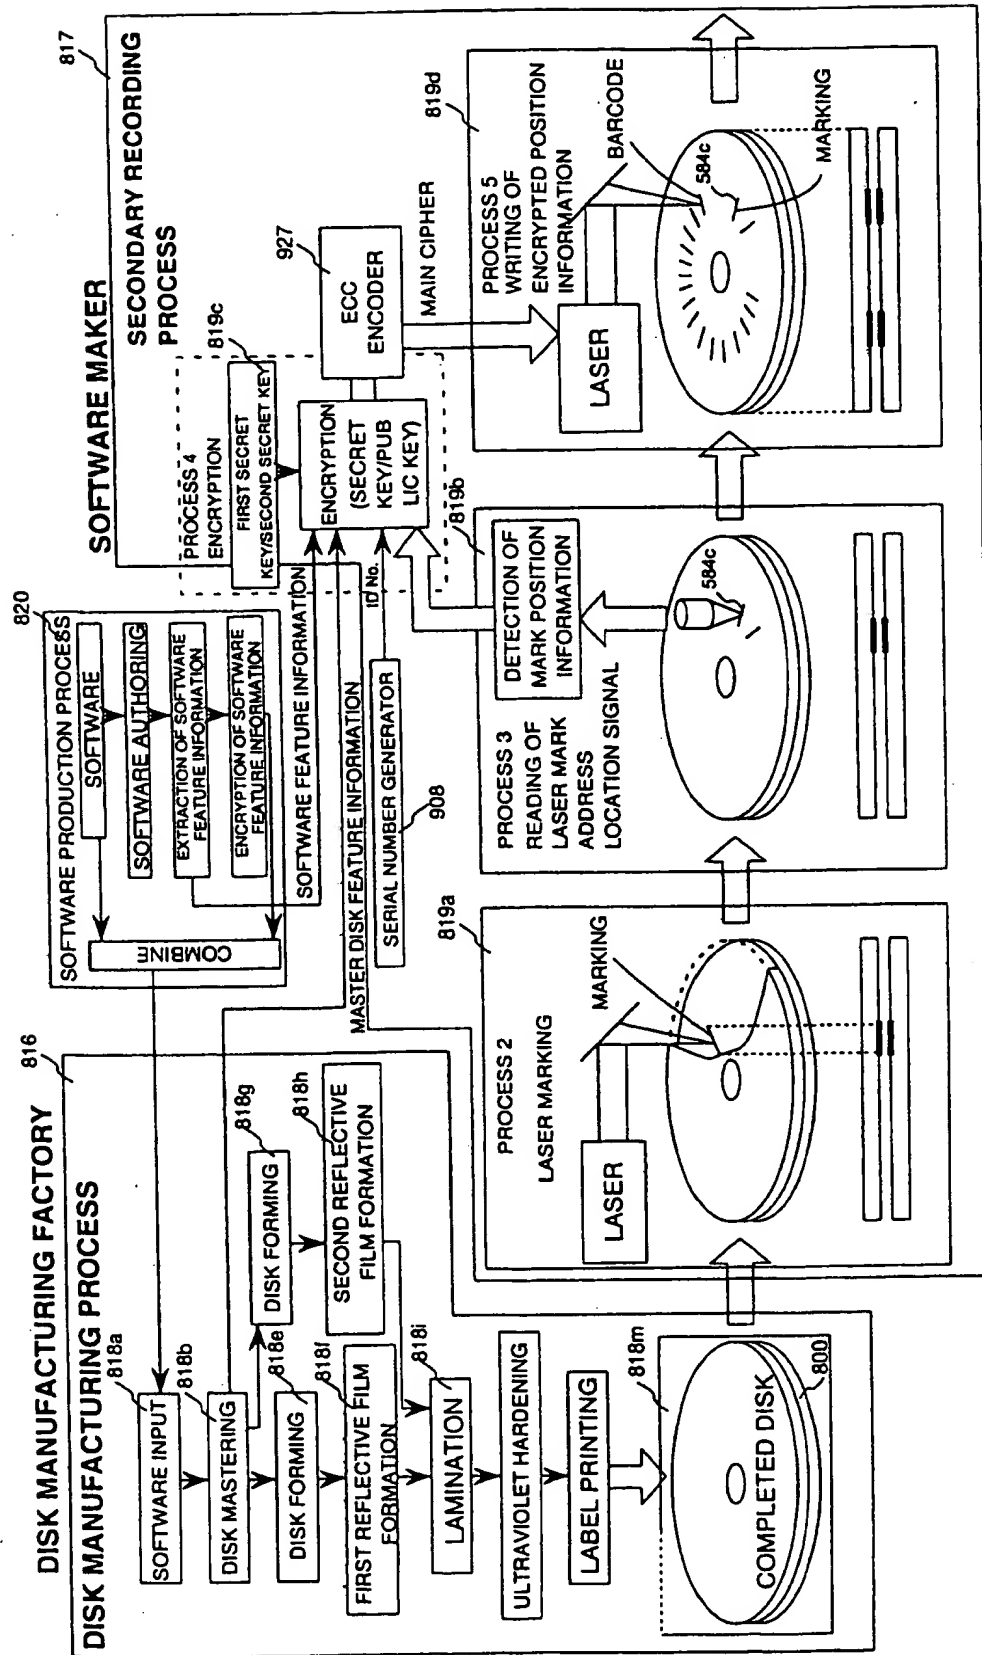 DISK MANUFACTURING FACTORY
DISK MANUFACTURING PROCESS
816
818a
SOFTWARE INPUT
818b
DISK MASTERING
818g
DISK FORMING
818e
DISK FORMING
818h
SECOND REFLECTIVE
FILM FORMATION
818f
FIRST REFLECTIVE FILM
FORMATION
818i
LAMINATION
ULTRAVIOLET HARDENING
LABEL PRINTING
818m
COMPLETED DISK
800
SOFTWARE PRODUCTION PROCESS
820
SOFTWARE
SOFTWARE AUTHORING
EXTRACTION OF SOFTWARE
FEATURE INFORMATION
ENCRYPTION OF SOFTWARE
FEATURE INFORMATION
COMBINE
SOFTWARE FEATURE INFORMATION
MASTER DISK FEATURE INFORMATION
SERIAL NUMBER GENERATOR
908
ID No.
SOFTWARE MAKER
817
SECONDARY RECORDING
PROCESS
PROCESS 4
ENCRYPTION
819c
FIRST SECRET
KEY/SECOND SECRET KEY
ENCRYPTION
(SECRET
KEY/PUB
LIC KEY)
927
ECC
ENCODER
MAIN CIPHER
819a
PROCESS 2
LASER MARKING
LASER
MARKING
819b
PROCESS 3
READING OF
LASER MARK
ADDRESS
LOCATION SIGNAL
DETECTION OF
MARK POSITION
INFORMATION
584c
819d
PROCESS 5
WRITING OF
ENCRYPTED POSITION
INFORMATION
LASER
BARCODE
584c
MARKING